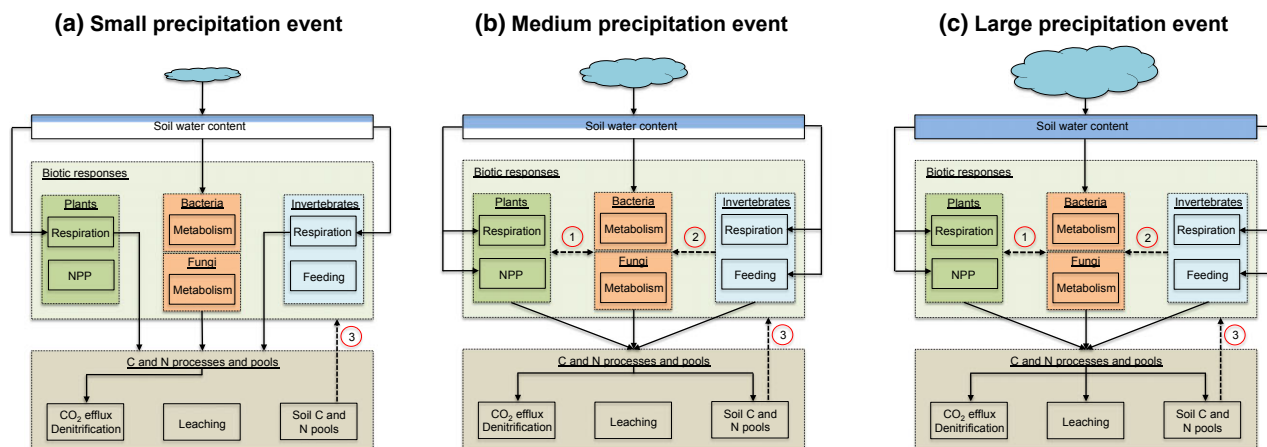 (a) Small precipitation event
Soil water content
Biotic responses
Plants
Bacteria
Invertebrates
Respiration
Metabolism
Respiration
Fungi
NPP
Metabolism
Feeding
3
C and N processes and pools
CO₂ efflux
Denitrification
Leaching
Soil C and
N pools
(b) Medium precipitation event
Soil water content
Biotic responses
Plants
Bacteria
Invertebrates
Respiration
1
Metabolism
2
Respiration
Fungi
NPP
Metabolism
Feeding
3
C and N processes and pools
CO₂ efflux
Denitrification
Leaching
Soil C and
N pools
(c) Large precipitation event
Soil water content
Biotic responses
Plants
Bacteria
Invertebrates
Respiration
1
Metabolism
2
Respiration
Fungi
NPP
Metabolism
Feeding
3
C and N processes and pools
CO₂ efflux
Denitrification
Leaching
Soil C and
N pools